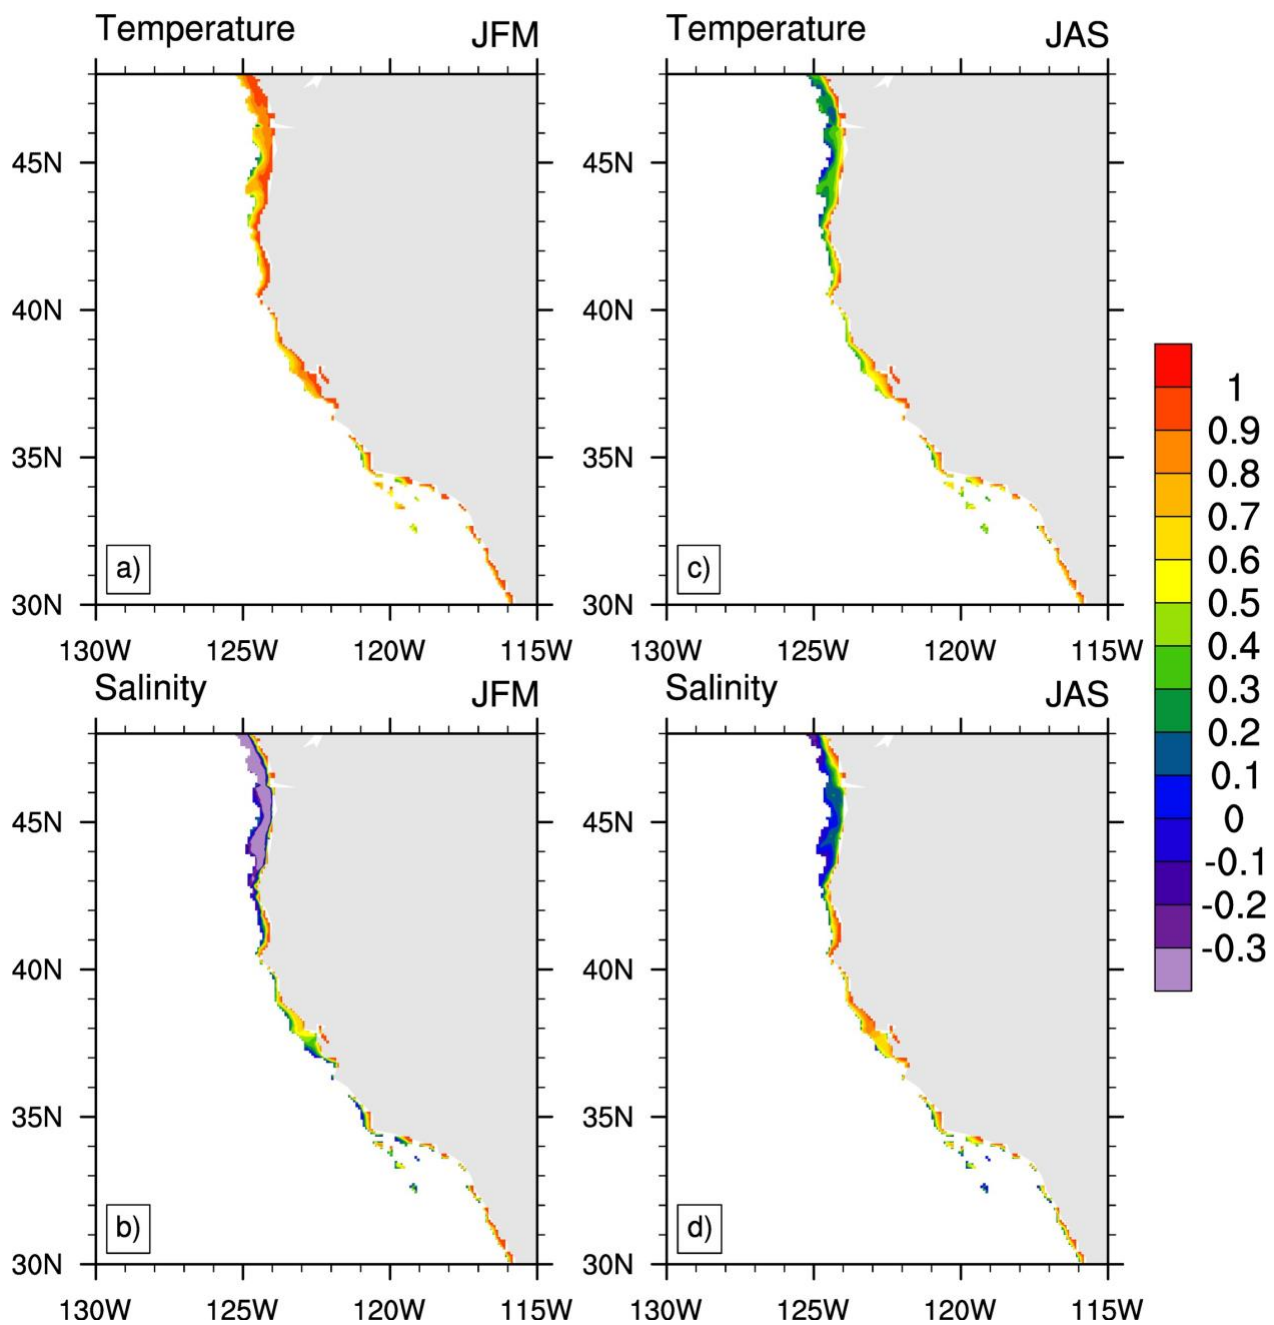 Temperature JFM
45N
40N
35N
30N
a)
130W 125W 120W 115W
Temperature JAS
45N
40N
35N
30N
c)
130W 125W 120W 115W
Salinity JFM
45N
40N
35N
30N
b)
130W 125W 120W 115W
Salinity JAS
45N
40N
35N
30N
d)
130W 125W 120W 115W
1
0.9
0.8
0.7
0.6
0.5
0.4
0.3
0.2
0.1
0
-0.1
-0.2
-0.3